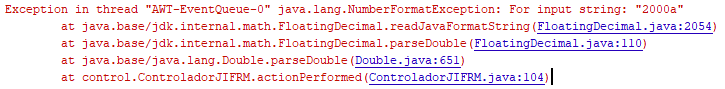 Exception in thread "AWT-EventQueue-0" java.lang.NumberFormatException: For input string: "2000a"
at java.base/jdk.internal.math.FloatingDecimal.readJavaFormatString(FloatingDecimal.java:2054)
at java.base/jdk.internal.math.FloatingDecimal.parseDouble(FloatingDecimal.java:110)
at java.base/java.lang.Double.parseDouble(Double.java:651)
at control.ControladorJIFRM.actionPerformed(ControladorJIFRM.java:104)